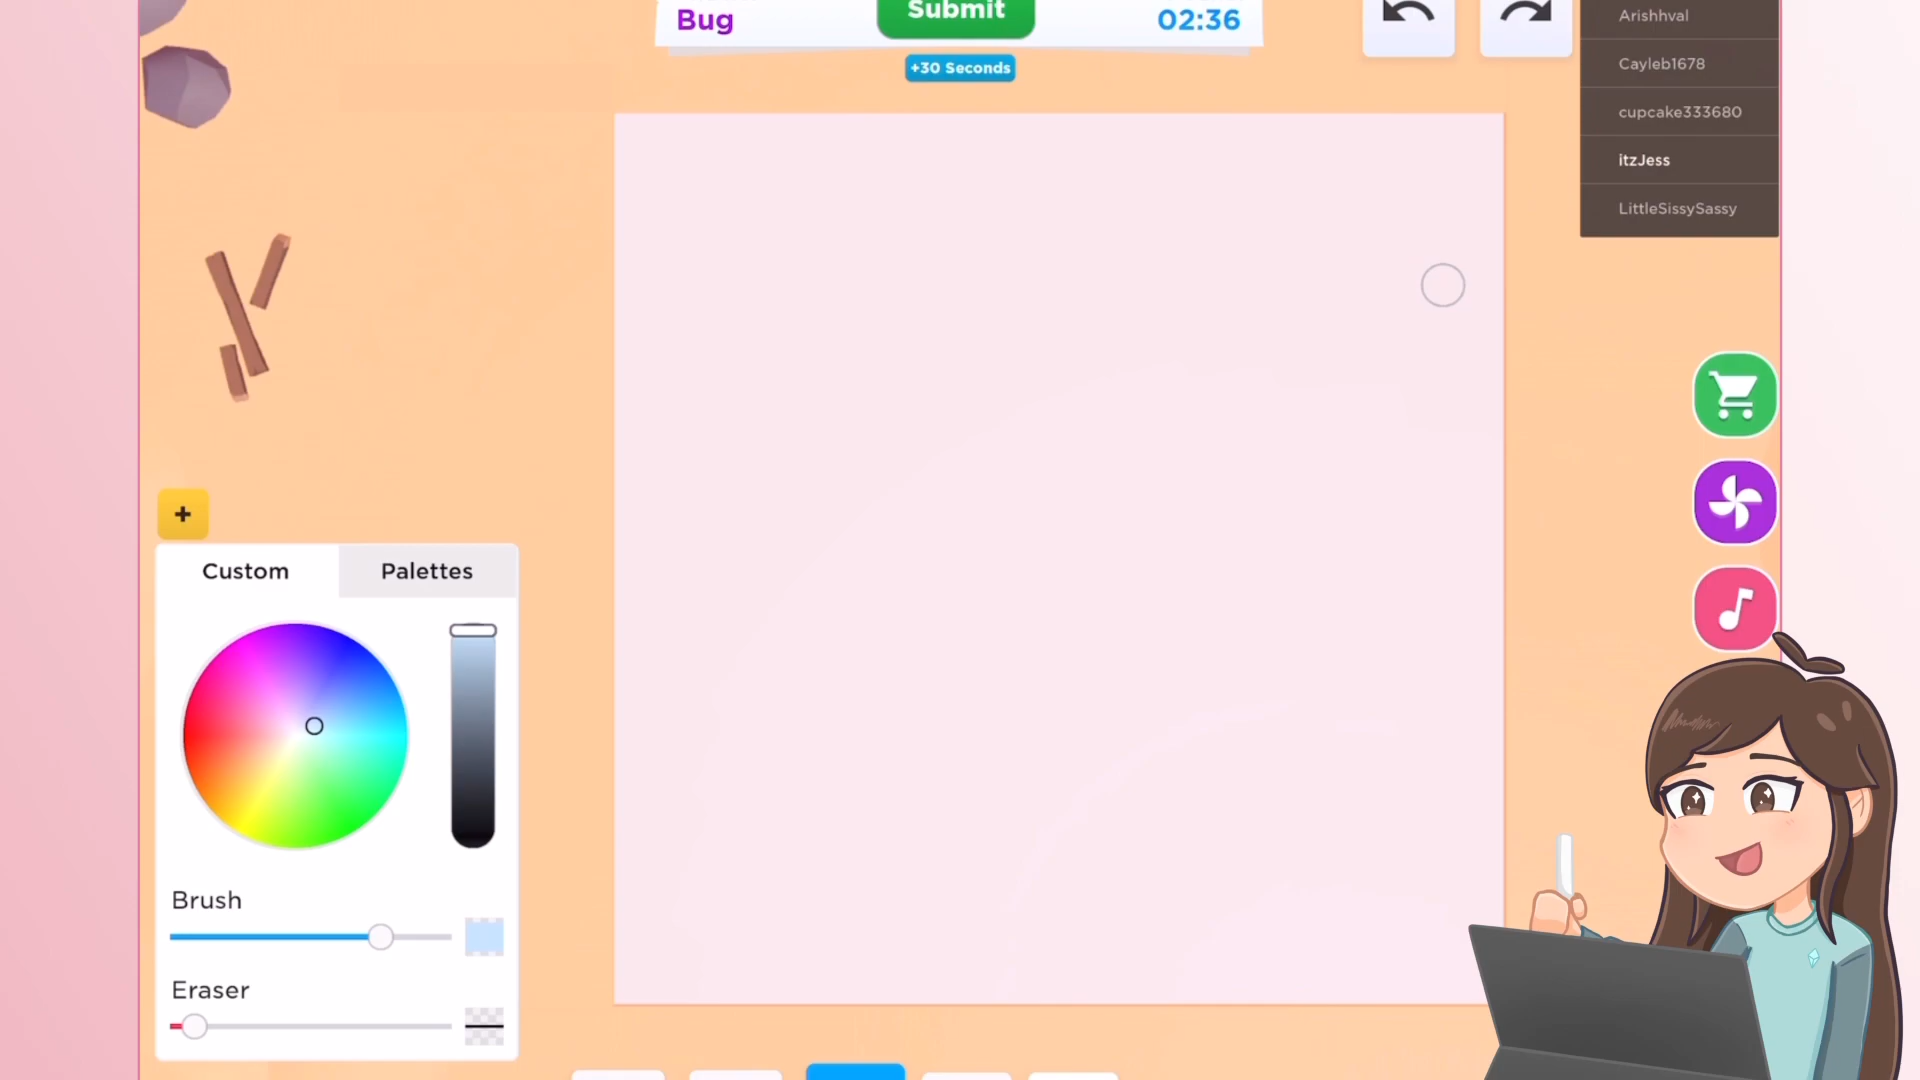 Bug
Submit
02:36
+30 Seconds
Arishhval
Cayleb1678
cupcake333680
itzJess
LittleSissySassy
+
Custom
Palettes
Brush
Eraser